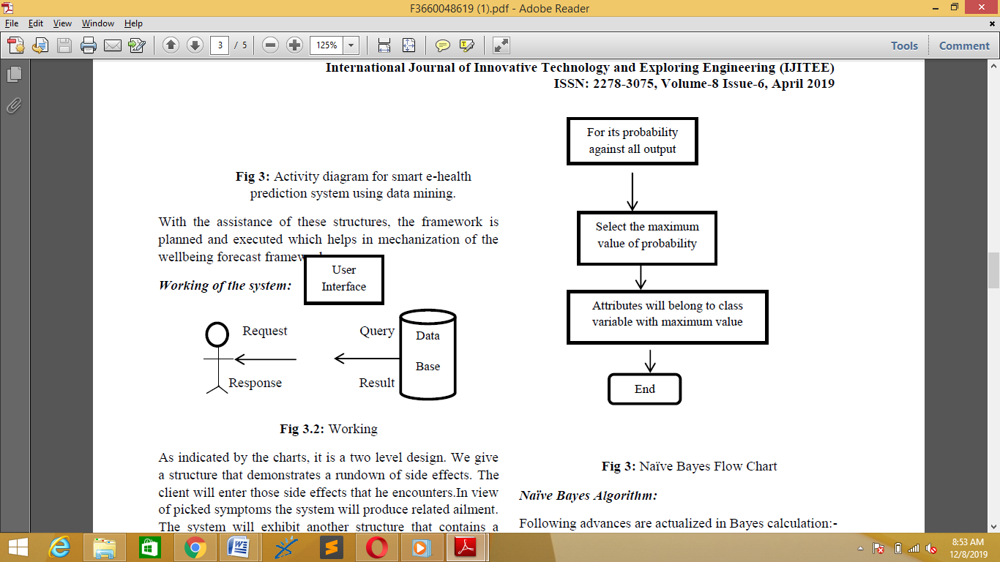 F3660048619 (1).pdf - Adobe Reader
File Edit View Window Help
3 / 5 125% Tools Comment
International Journal of Innovative Technology and Exploring Engineering (IJITEE)
ISSN: 2278-3075, Volume-8 Issue-6, April 2019
Fig 3: Activity diagram for smart e-health
prediction system using data mining.
With the assistance of these structures, the framework is
planned and executed which helps in mechanization of the
wellbeing forecast
Working of the system:
User
Interface
Request
Query
Data
Base
Response
Result
Fig 3.2: Working
As indicated by the charts, it is a two level design. We give
a structure that demonstrates a rundown of side effects. The
client will enter those side effects that he encounters.In view
of picked symptoms the system will produce related ailment.
The system will exhibit another structure that contains a
For its probability
against all output
Select the maximum
value of probability
Attributes will belong to class
variable with maximum value
End
Fig 3: Naïve Bayes Flow Chart
Naïve Bayes Algorithm:
Following advances are actualized in Bayes calculation:-
8:53 AM
12/8/2019